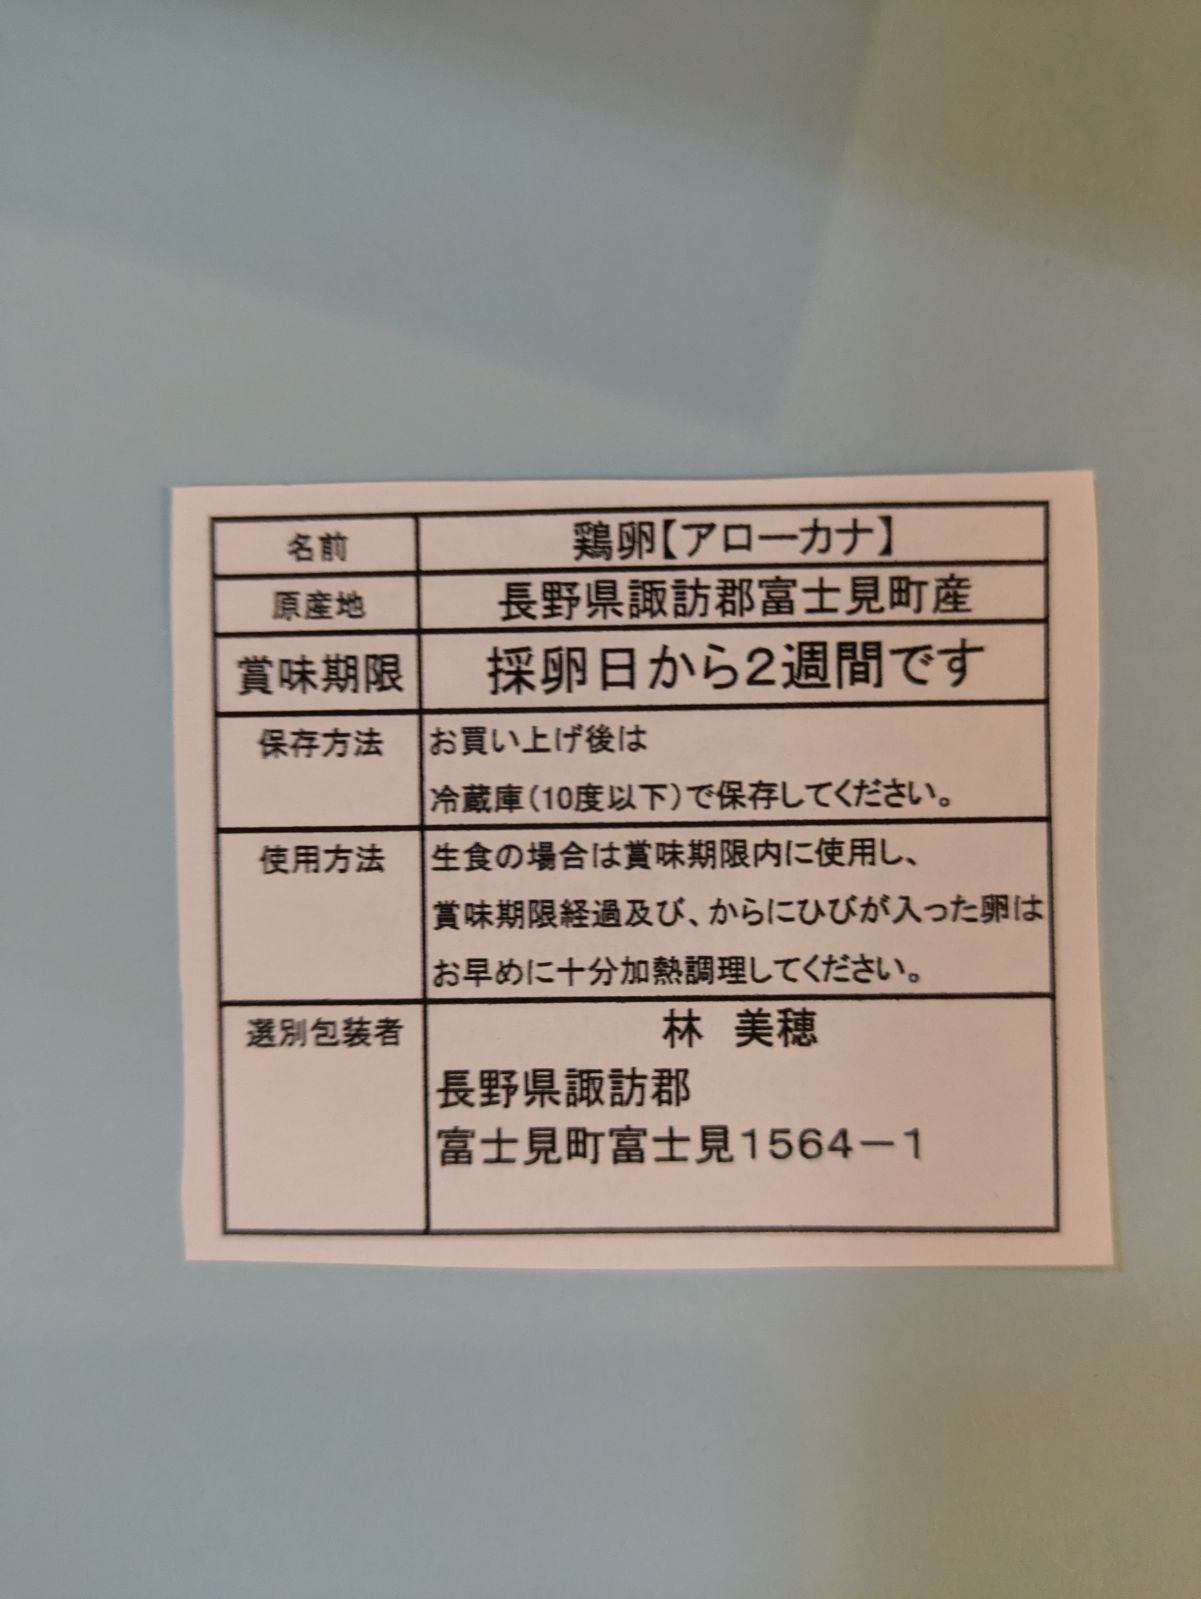 名前 鶏卵【アローカナ】
原産地 長野県諏訪郡富士見町産
賞味期限 採卵日から2週間です
保存方法 お買い上げ後は
冷蔵庫(10度以下)で保存してください。
使用方法 生食の場合は賞味期限内に使用し、
賞味期限経過及び、からにひびが入った卵は
お早めに十分加熱調理してください。
選別包装者 林 美穂
長野県諏訪郡
富士見町富士見1564－1